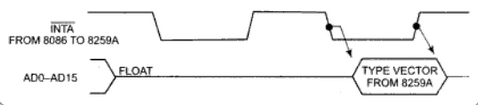 INTA
FROM 8086 TO 8259A
AD0–AD15
FLOAT
TYPE VECTOR
FROM 8259A